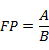 FP = A/B